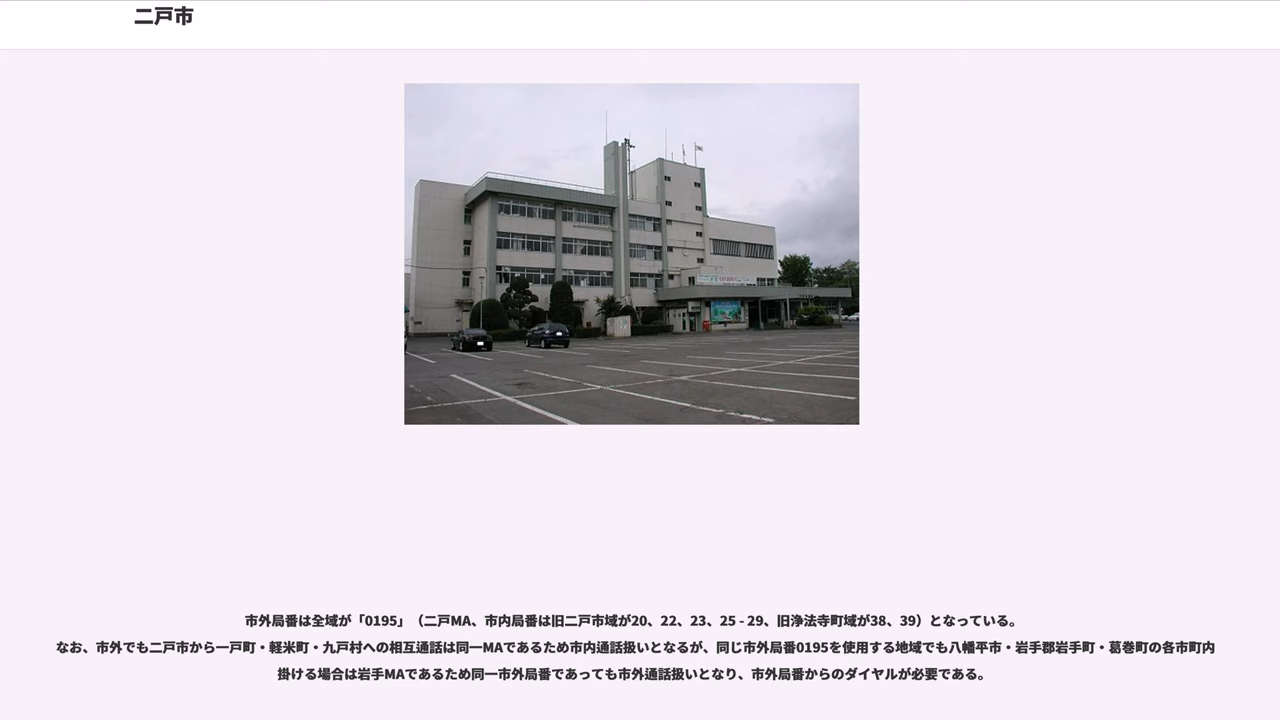 二戸市
市外局番は全域が「0195」（二戸MA、市内局番は旧二戸市域が20、22、23、25 - 29、旧浄法寺町域が38、39）となっている。
なお、市外でも二戸市から一戸町・軽米町・九戸村への相互通話は同一MAであるため市内通話扱いとなるが、同じ市外局番0195を使用する地域でも八幡平市・岩手郡岩手町・葛巻町の各市町内
掛ける場合は岩手MAであるため同一市外局番であっても市外通話扱いとなり、市外局番からのダイヤルが必要である。